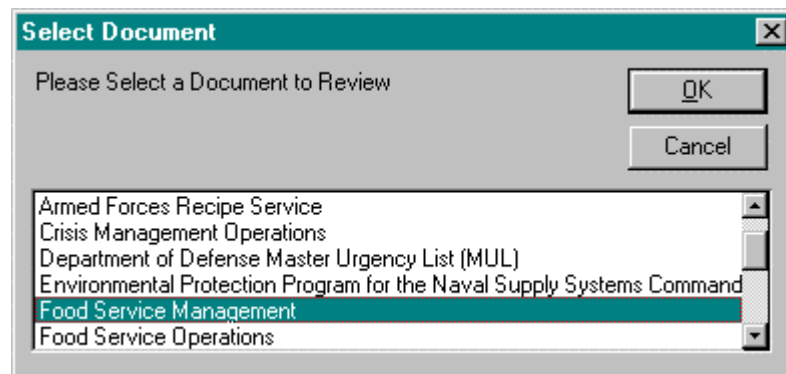 Select Document
Please Select a Document to Review
OK
Cancel
Armed Forces Recipe Service
Crisis Management Operations
Department of Defense Master Urgency List (MUL)
Environmental Protection Program for the Naval Supply Systems Command
Food Service Management
Food Service Operations